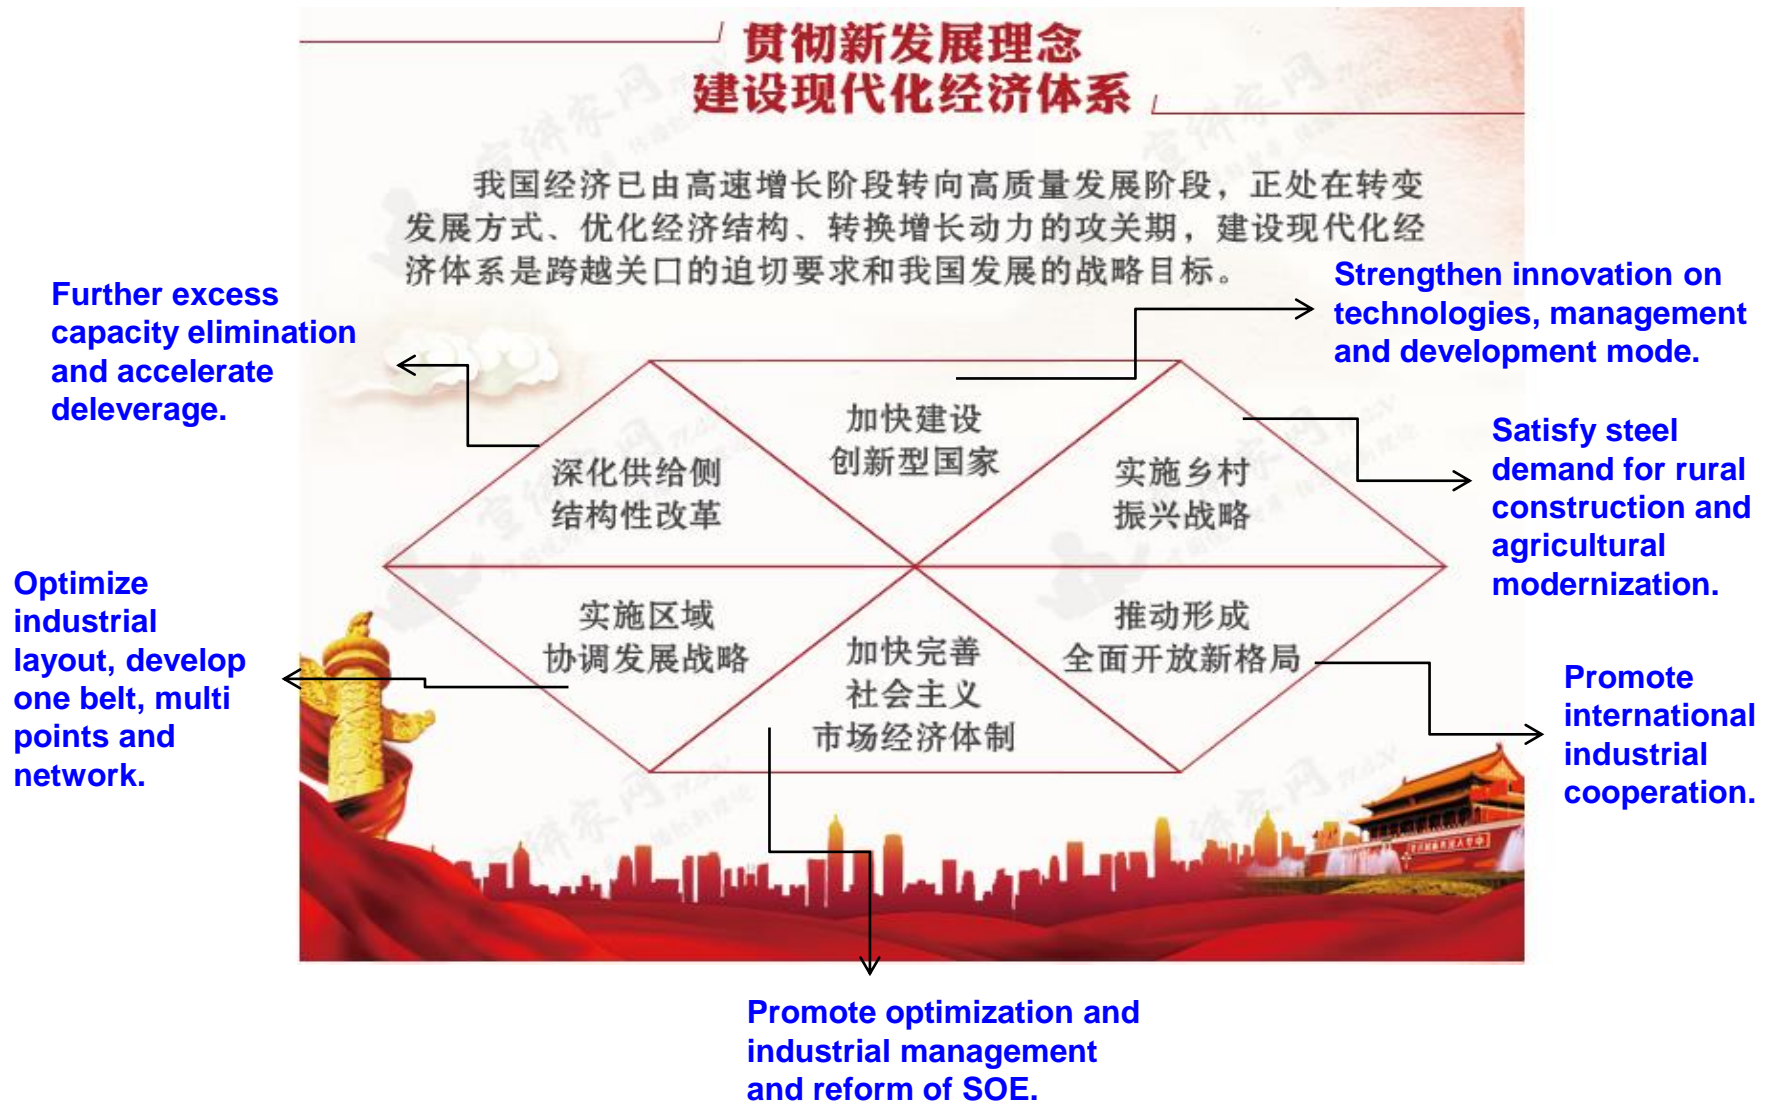 贯彻新发展理念
建设现代化经济体系
我国经济已由高速增长阶段转向高质量发展阶段，正处在转变
发展方式、优化经济结构、转换增长动力的攻关期，建设现代化经
济体系是跨越关口的迫切要求和我国发展的战略目标。
Further excess
capacity elimination
and accelerate
deleverage.
Strengthen innovation on
technologies, management
and development mode.
加快建设
创新型国家
深化供给侧
结构性改革
实施乡村
振兴战略
Satisfy steel
demand for rural
construction and
agricultural
modernization.
Optimize
industrial
layout, develop
one belt, multi
points and
network.
实施区域
协调发展战略
加快完善
社会主义
市场经济体制
推动形成
全面开放新格局
Promote
international
industrial
cooperation.
Promote optimization and
industrial management
and reform of SOE.